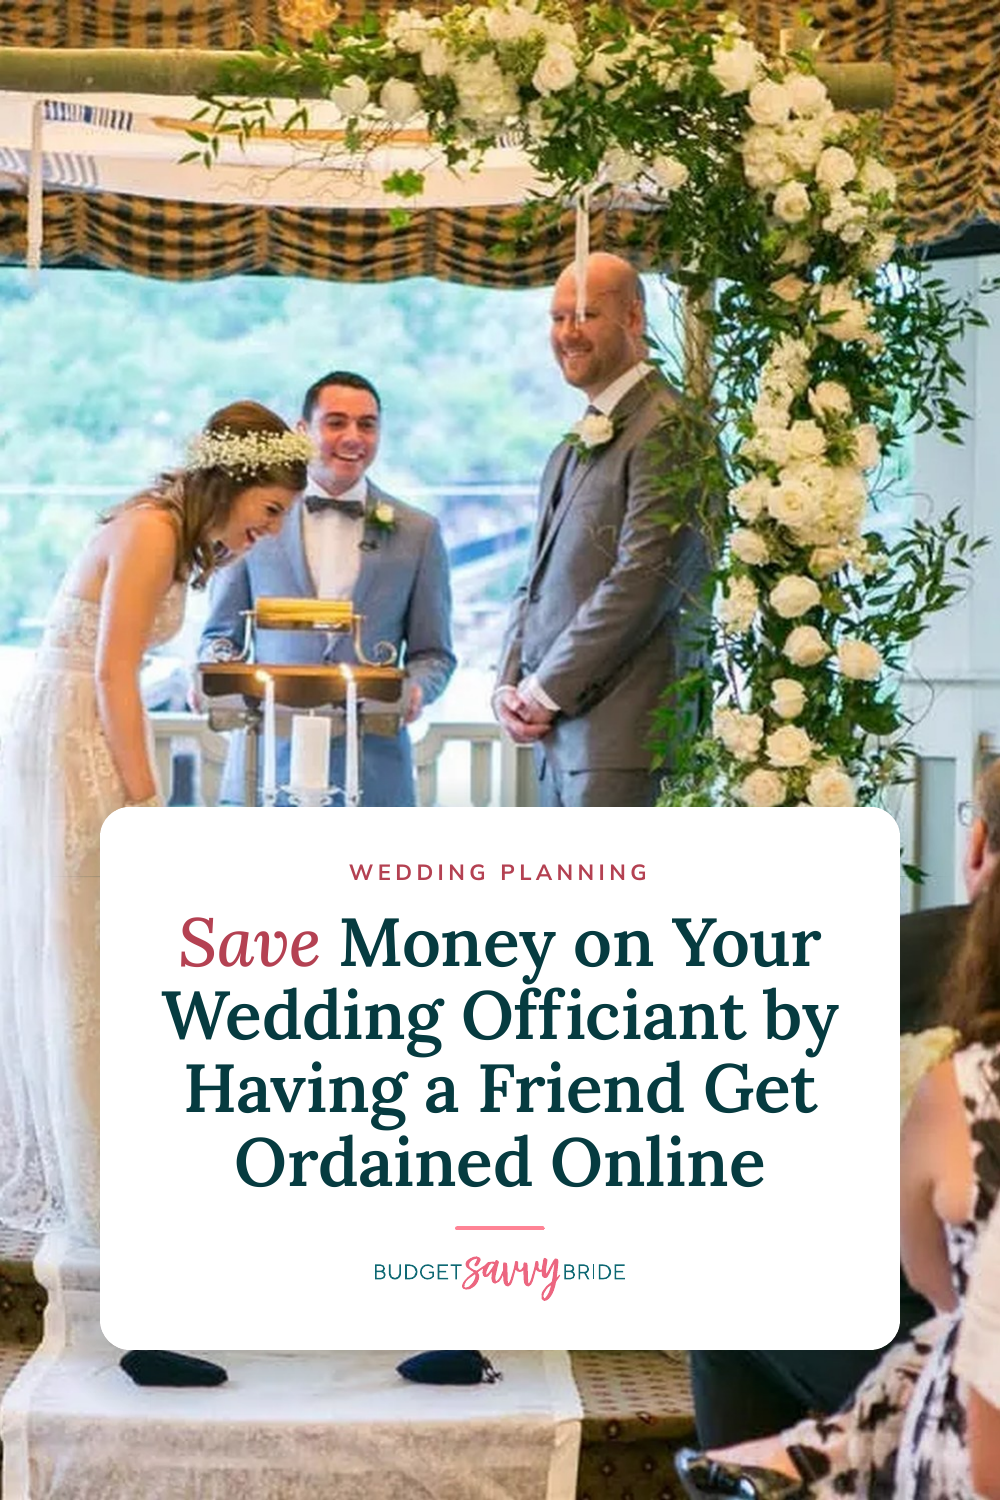 WEDDING PLANNING
Save Money on Your
Wedding Officiant by
Having a Friend Get
Ordained Online
BUDGET savvy BRIDE